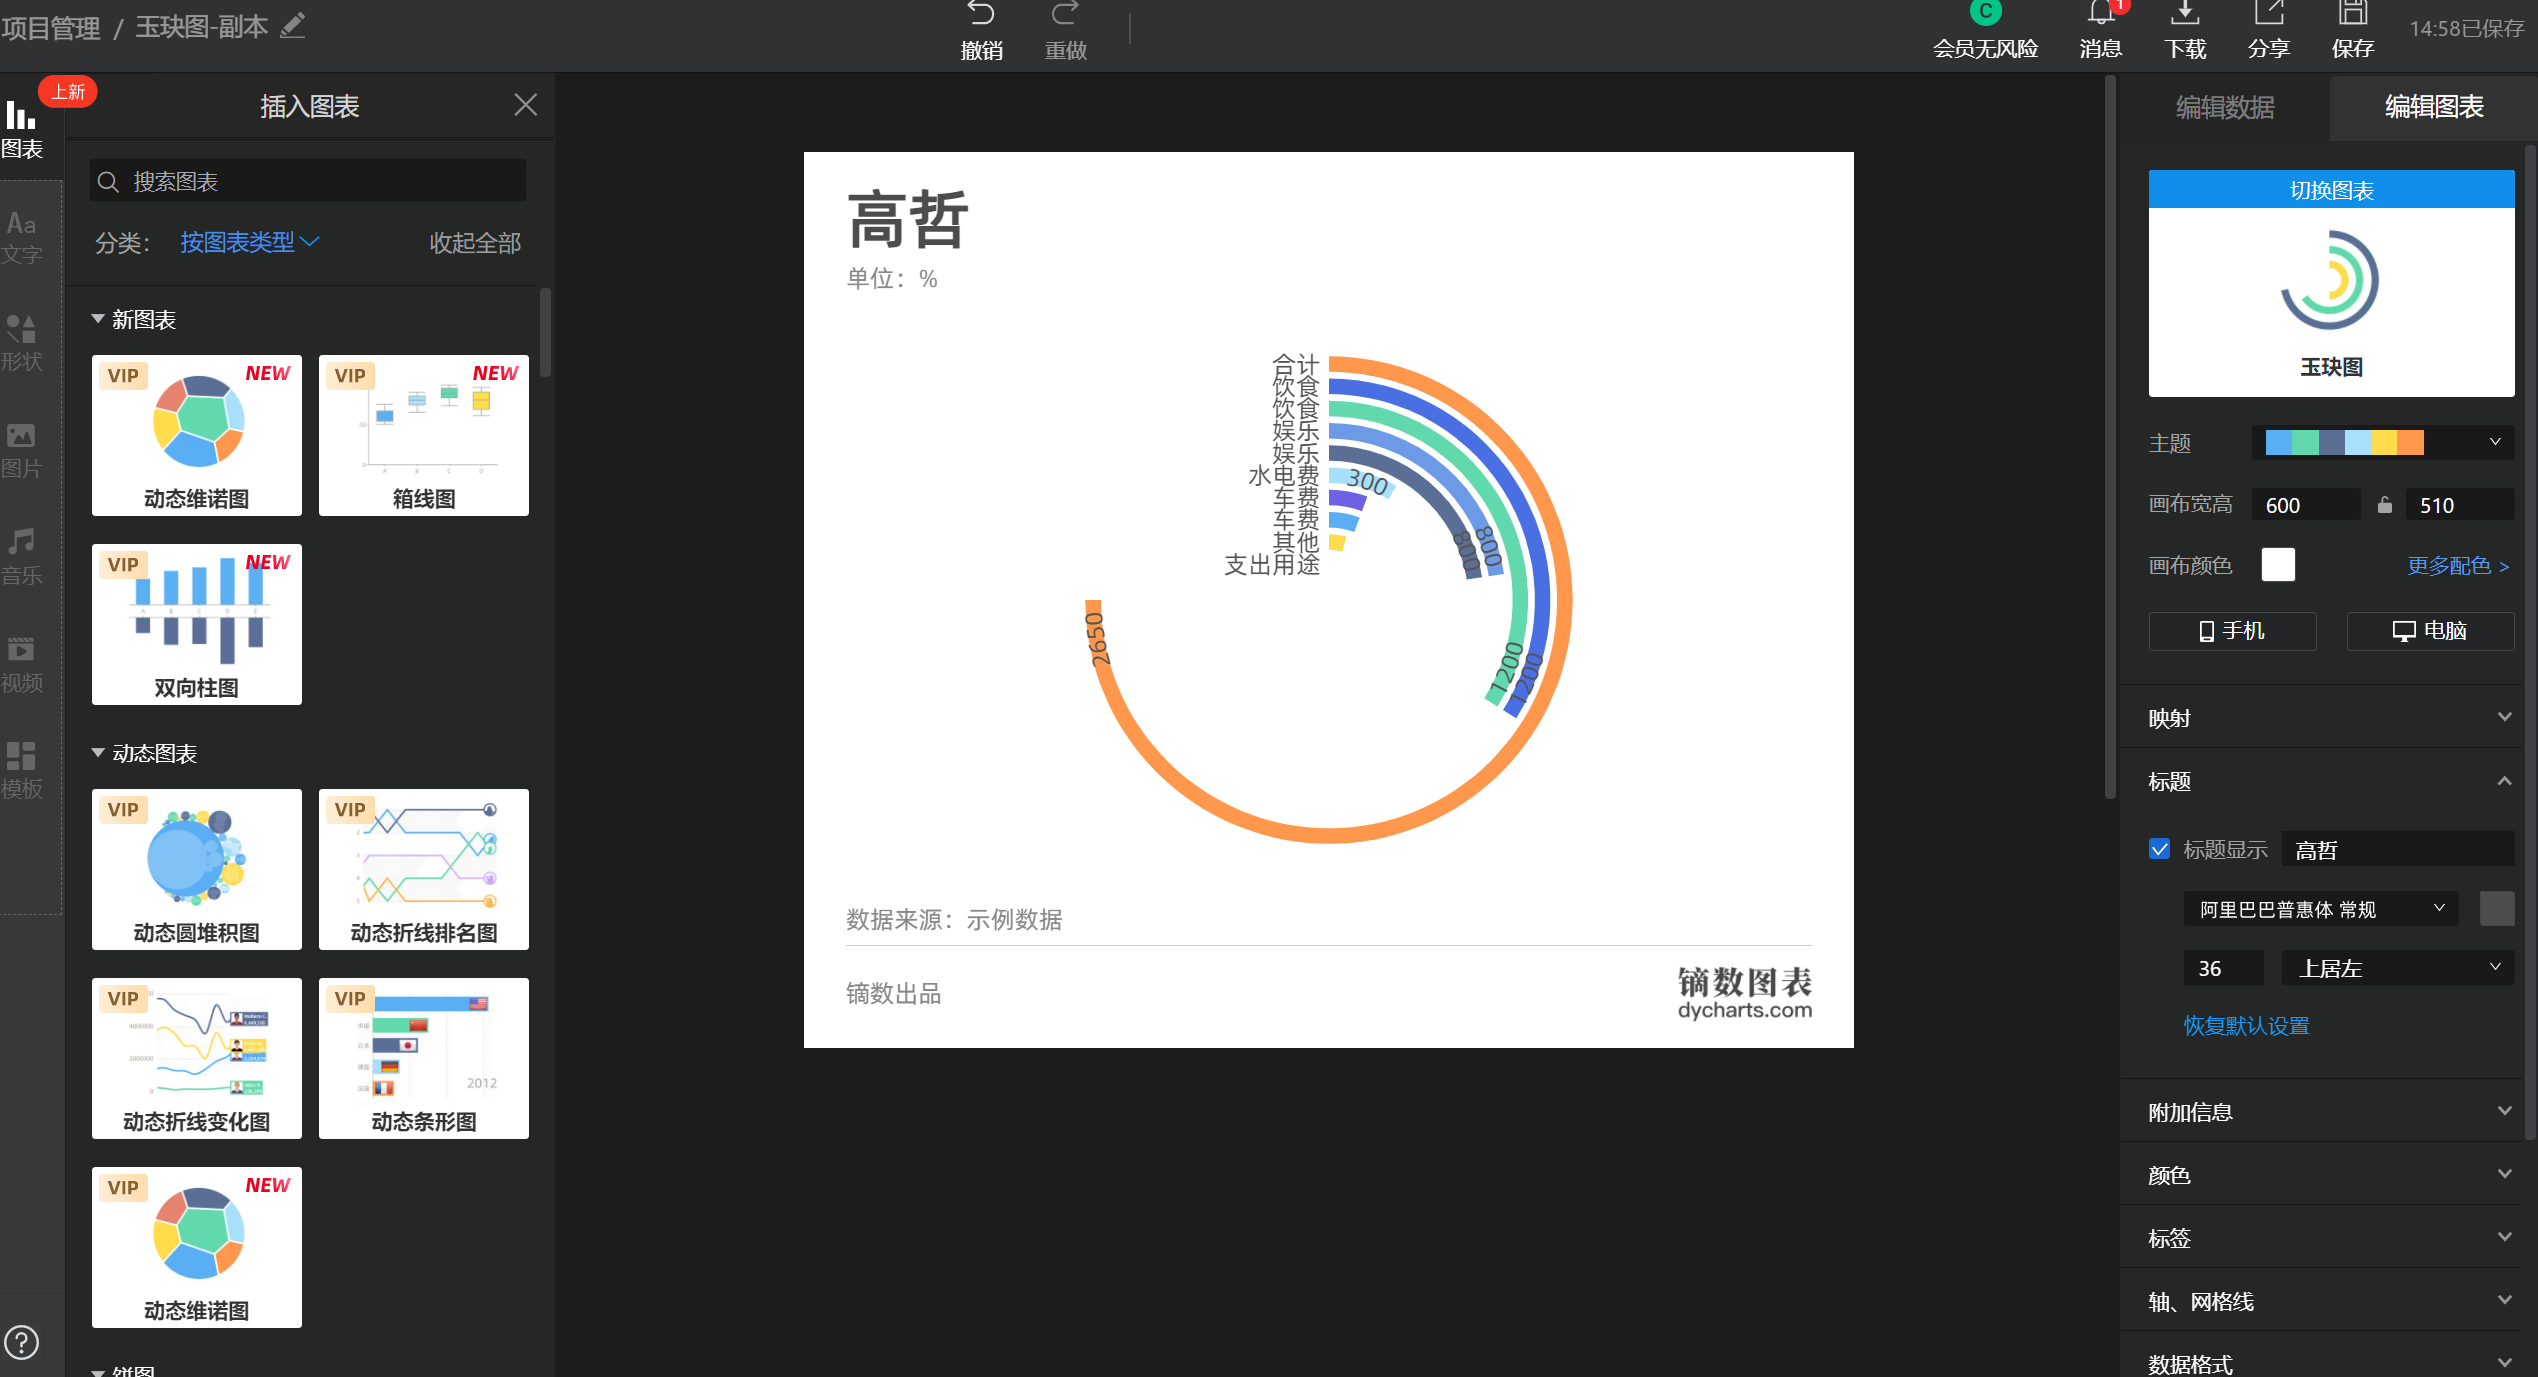 项目管理 / 玉玦图-副本
撤销
重做
C
会员无风险
1
消息
下载
分享
保存
14:58已保存
上新
图表
Aa
文字
形状
图片
音乐
视频
模板
插入图表
搜索图表
分类：
按图表类型
收起全部
新图表
VIP
NEW
动态维诺图
VIP
NEW
箱线图
VIP
NEW
双向柱图
动态图表
VIP
动态圆堆积图
VIP
动态折线排名图
VIP
动态折线变化图
VIP
2012
动态条形图
VIP
NEW
动态维诺图
饼图
高哲
单位：%
合计
饮食
饮食
娱乐
娱乐
水电费
车费
车费
其他
支出用途
300
800
800
1200
1200
2650
数据来源：示例数据
镝数出品
镝数图表
dycharts.com
编辑数据
编辑图表
切换图表
玉玦图
主题
画布宽高
600
510
画布颜色
更多配色 >
手机
电脑
映射
标题
标题显示
高哲
阿里巴巴普惠体 常规
36
上居左
恢复默认设置
附加信息
颜色
标签
轴、网格线
数据格式